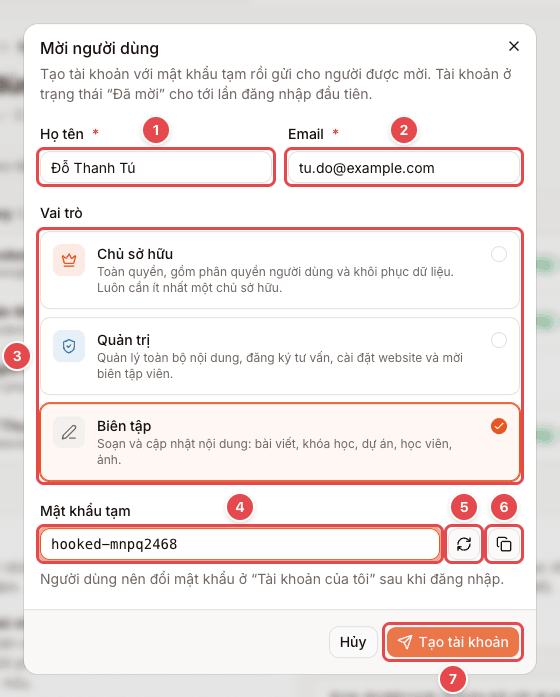 Mời người dùng
Tạo tài khoản với mật khẩu tạm rồi gửi cho người được mời. Tài khoản ở
trạng thái “Đã mời” cho tới lần đăng nhập đầu tiên.
Họ tên * 1 Email * 2
Đỗ Thanh Tú tu.do@example.com
Vai trò
Chủ sở hữu
Toàn quyền, gồm phân quyền người dùng và khôi phục dữ liệu.
Luôn cần ít nhất một chủ sở hữu.
Quản trị
3
Quản lý toàn bộ nội dung, đăng ký tư vấn, cài đặt website và mời
biên tập viên.
Biên tập
Soạn và cập nhật nội dung: bài viết, khóa học, dự án, học viên,
ảnh.
Mật khẩu tạm 4 5 6
hooked-mnpq2468
Người dùng nên đổi mật khẩu ở “Tài khoản của tôi” sau khi đăng nhập.
Hủy Tạo tài khoản
7